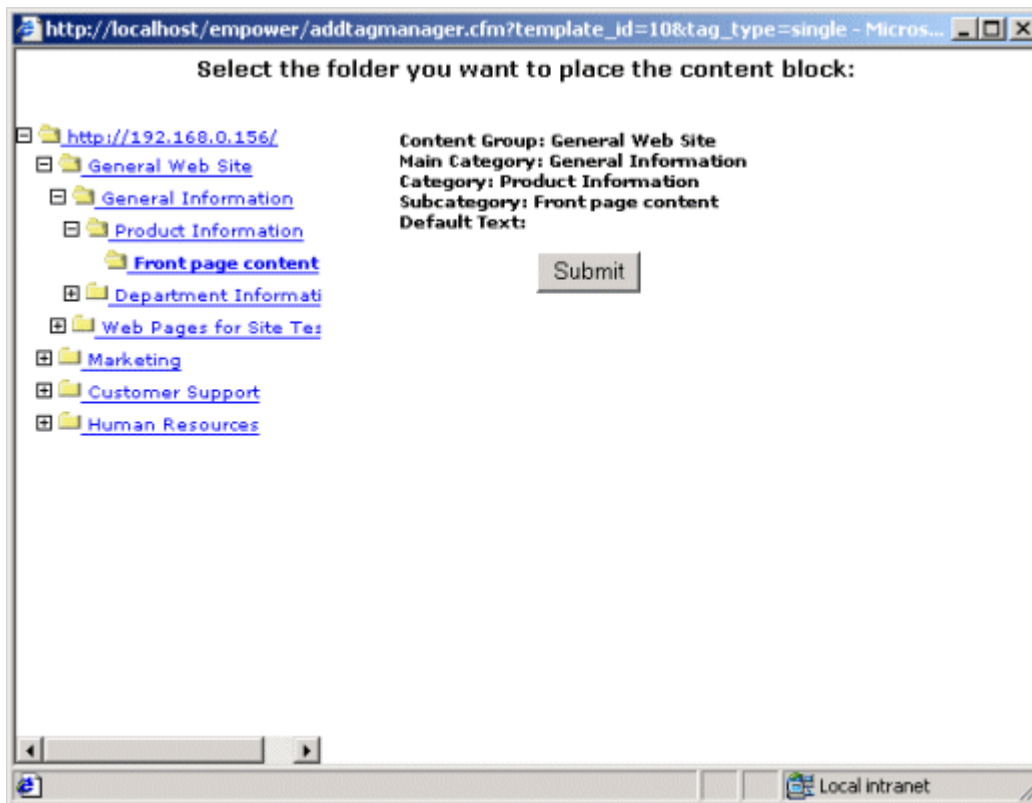 http://localhost/empower/addtagmanager.cfm?template_id=10&tag_type=single - Micros...
Select the folder you want to place the content block:
http://192.168.0.156/
General Web Site
General Information
Product Information
Front page content
Department Informati
Web Pages for Site Tes
Marketing
Customer Support
Human Resources
Content Group: General Web Site
Main Category: General Information
Category: Product Information
Subcategory: Front page content
Default Text:
Submit
Local intranet